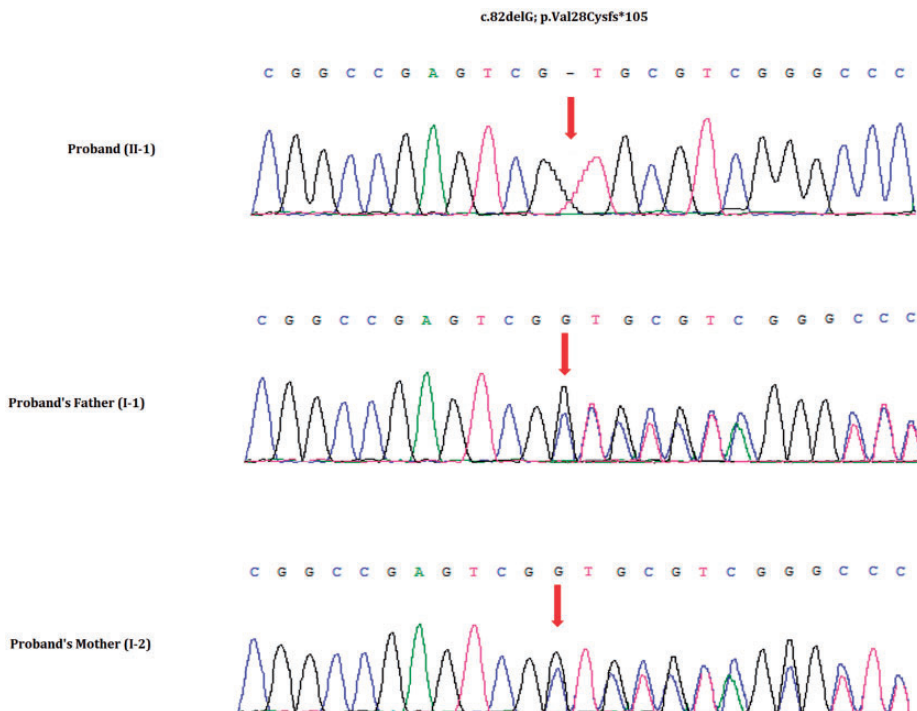 c.82delG; p.Val28Cysfs*105
C G G C C G A G T C G - T G C G T C G G G C C C
Proband (II-1)
C G G C C G A G T C G G T G C G T C G G G C C C
Proband's Father (I-1)
C G G C C G A G T C G G T G C G T C G G G C C C
Proband's Mother (I-2)